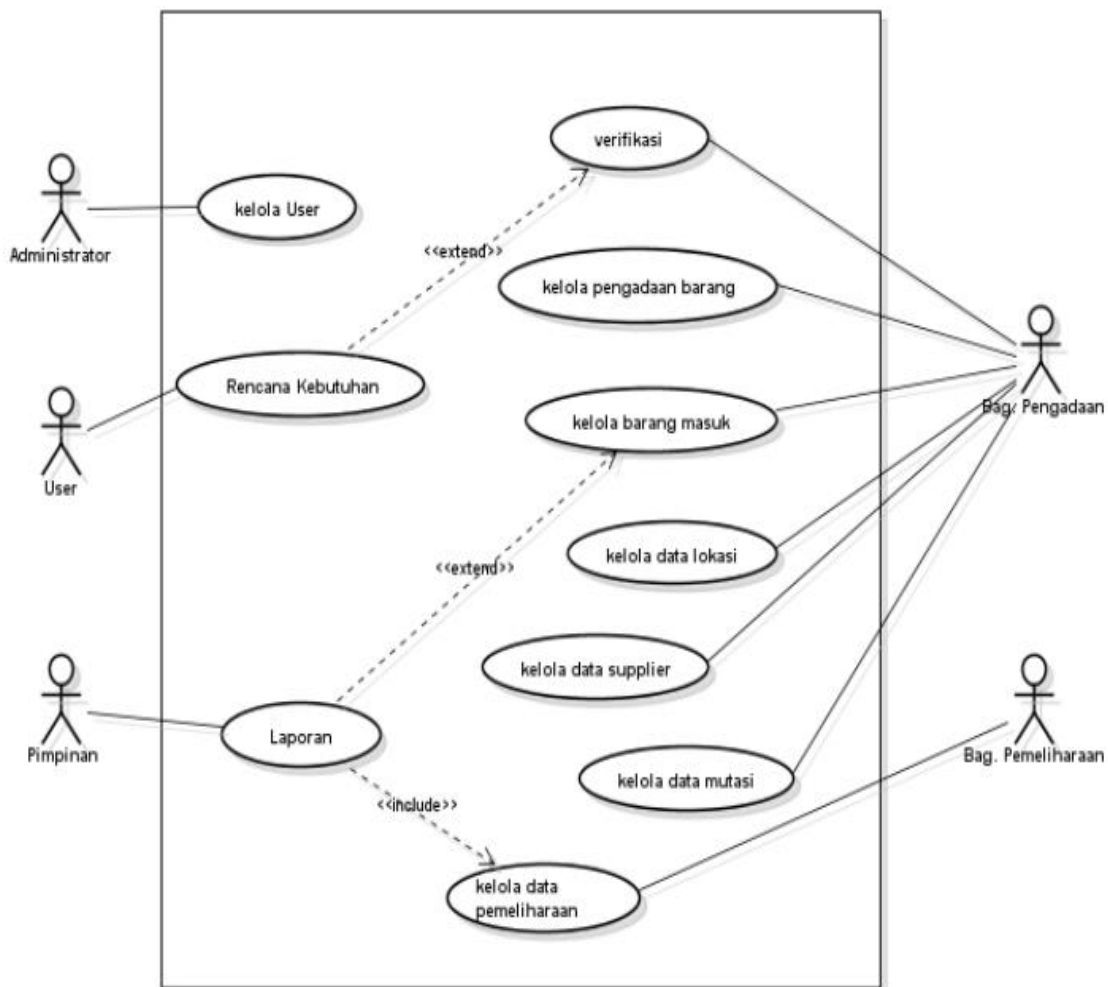 verifikasi
kelola User
Administrator
<<extend>>
kelola pengadaan barang
Rencana Kebutuhan
User
kelola barang masuk
Bag. Pengadaan
kelola data lokasi
<<extend>>
kelola data supplier
Laporan
Pimpinan
Bag. Pemeliharaan
kelola data mutasi
<<include>>
kelola data
pemeliharaan